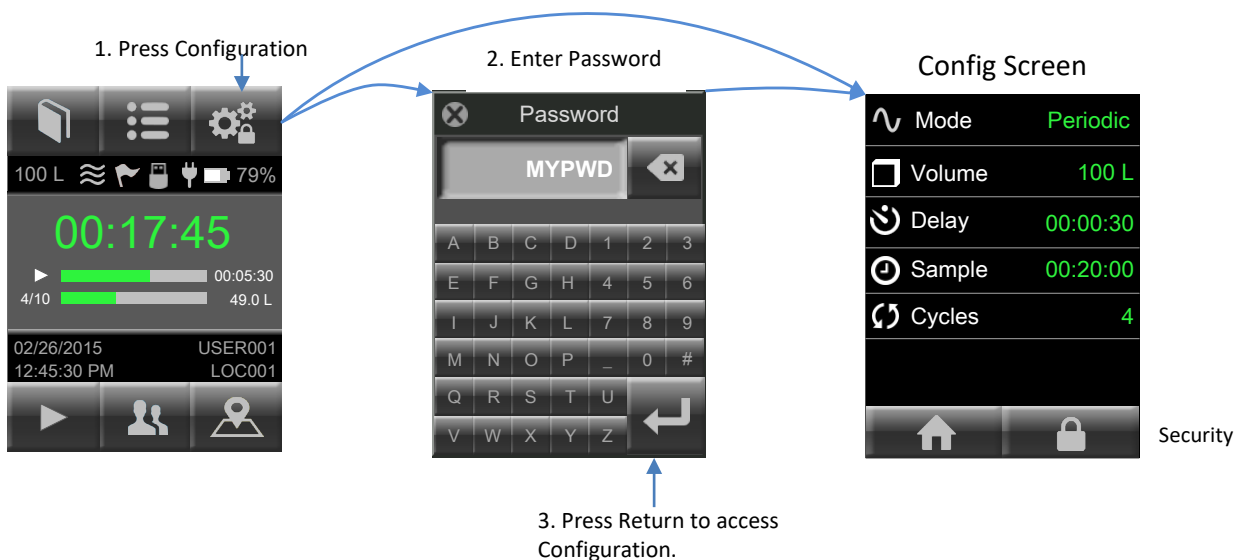 1. Press Configuration
2. Enter Password
Config Screen
100 L 79%
00:17:45
00:05:30
4/10 49.0 L
02/26/2015 USER001
12:45:30 PM LOC001
Password
MYPWD
A B C D 1 2 3
E F G H 4 5 6
I J K L 7 8 9
M N O P _ 0 #
Q R S T U
V W X Y Z
Mode Periodic
Volume 100 L
Delay 00:00:30
Sample 00:20:00
Cycles 4
Security
3. Press Return to access
Configuration.